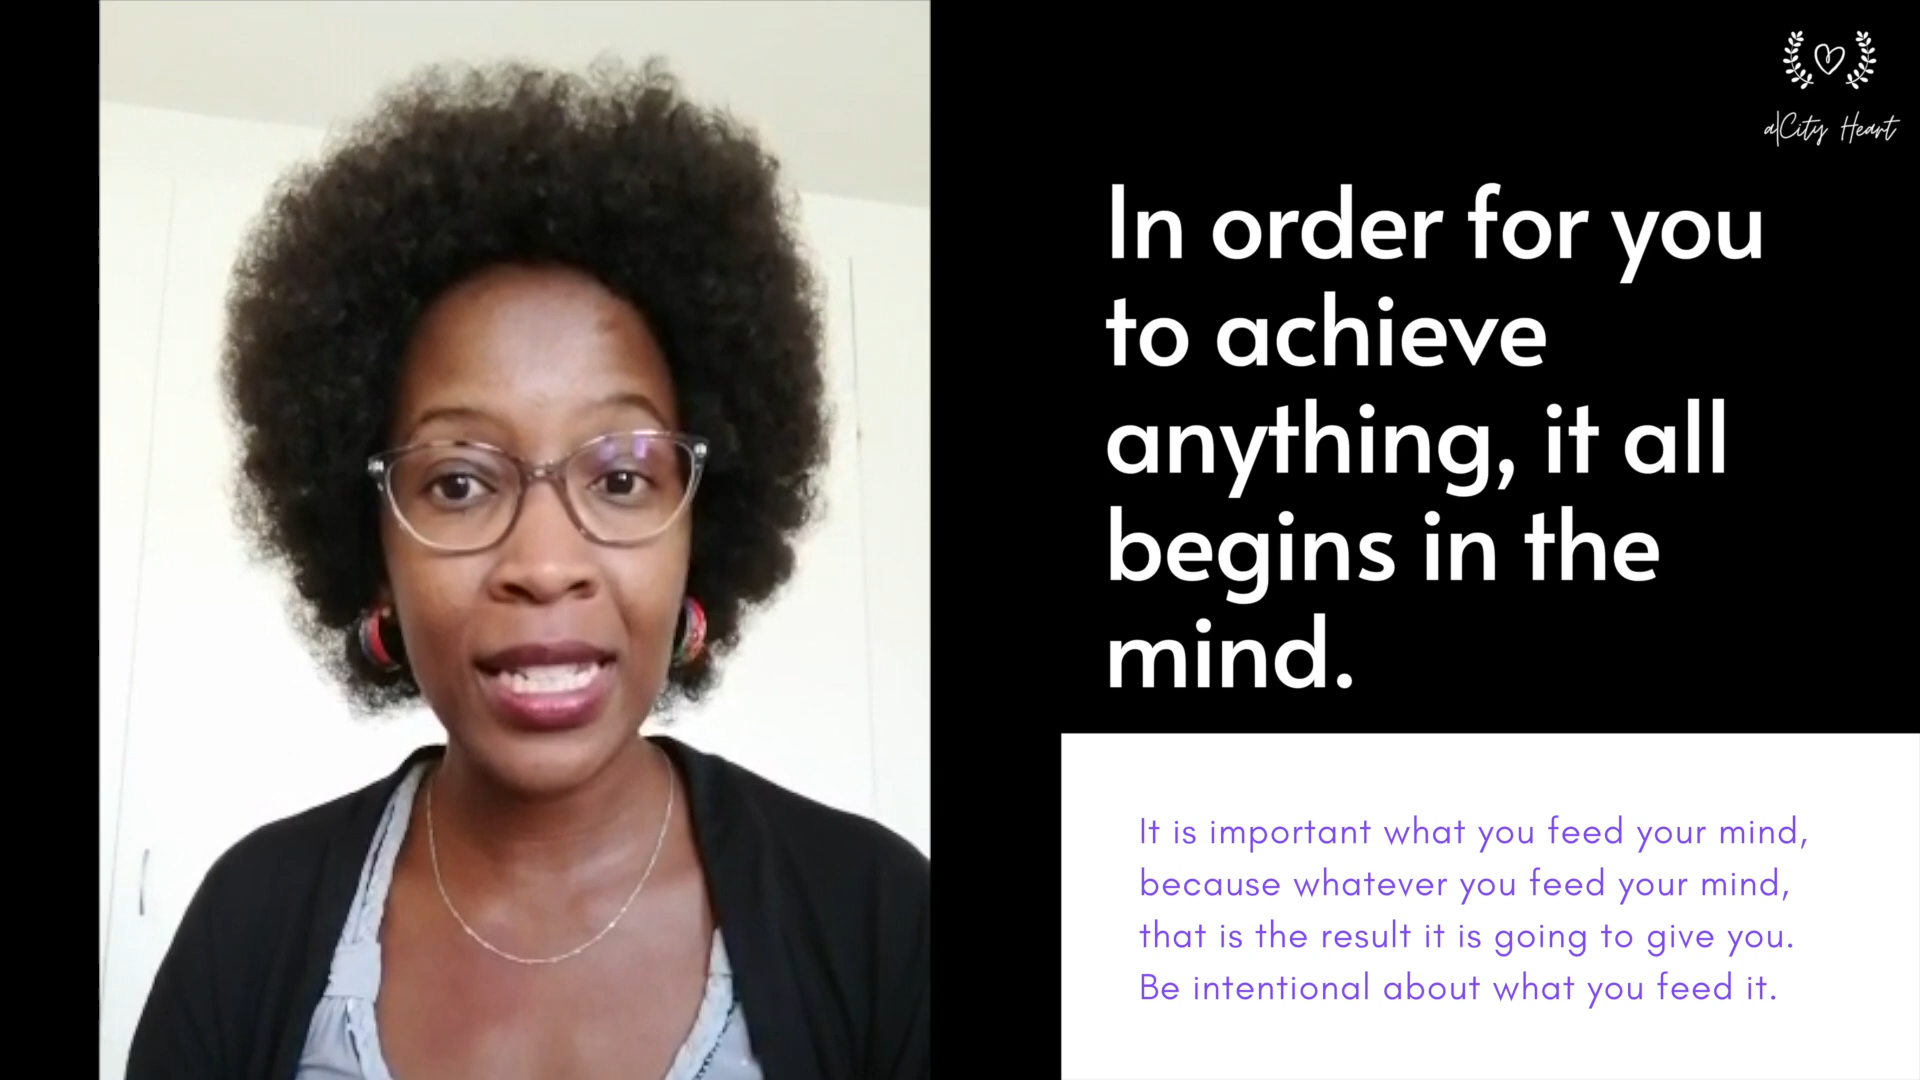 a|City Heart
In order for you
to achieve
anything, it all
begins in the
mind.
It is important what you feed your mind,
because whatever you feed your mind,
that is the result it is going to give you.
Be intentional about what you feed it.